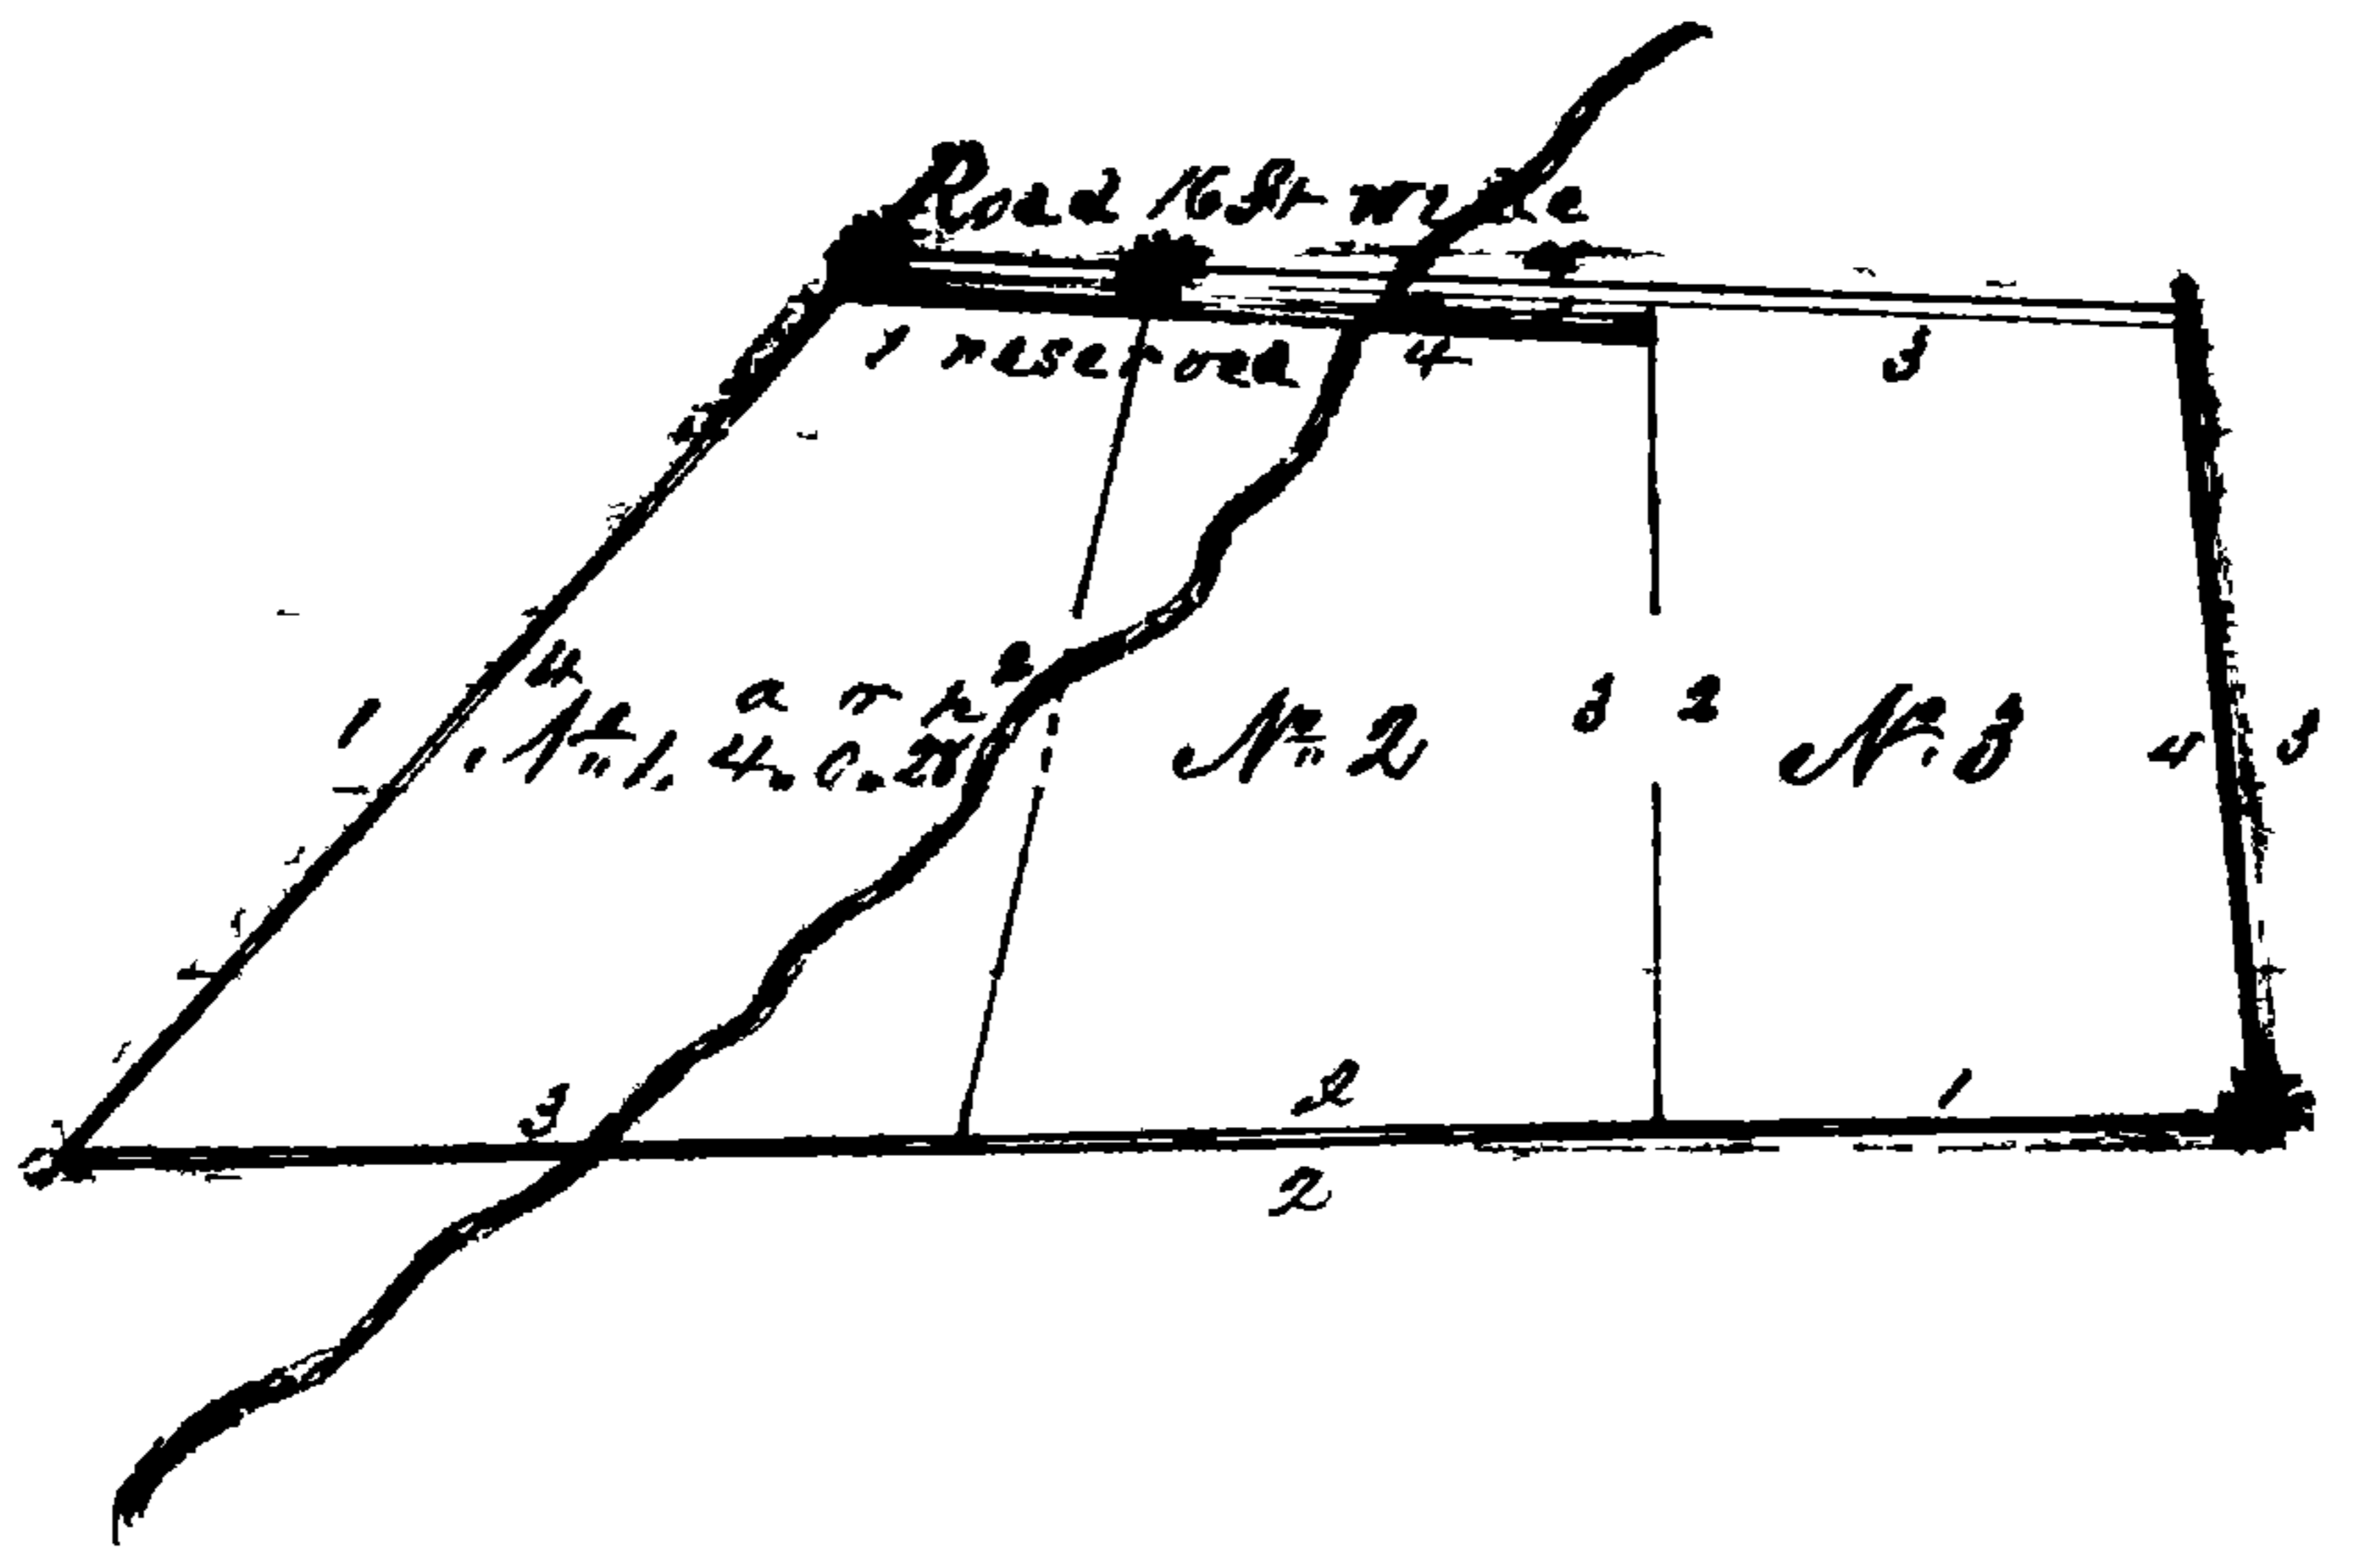 Road 16 ft wide
1 reserved 4 3
4
a r p
1 No 1, 4, 0, 28 No 2 3 2 No. 3 4 3
3 2 1
2